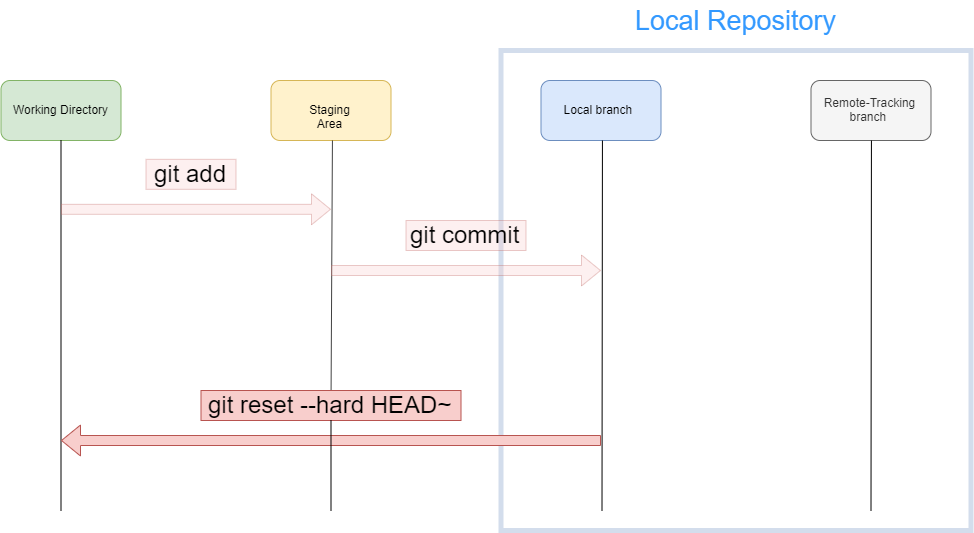 Local Repository
Working Directory
Staging
Area
Local branch
Remote-Tracking
branch
git add
git commit
git reset --hard HEAD~